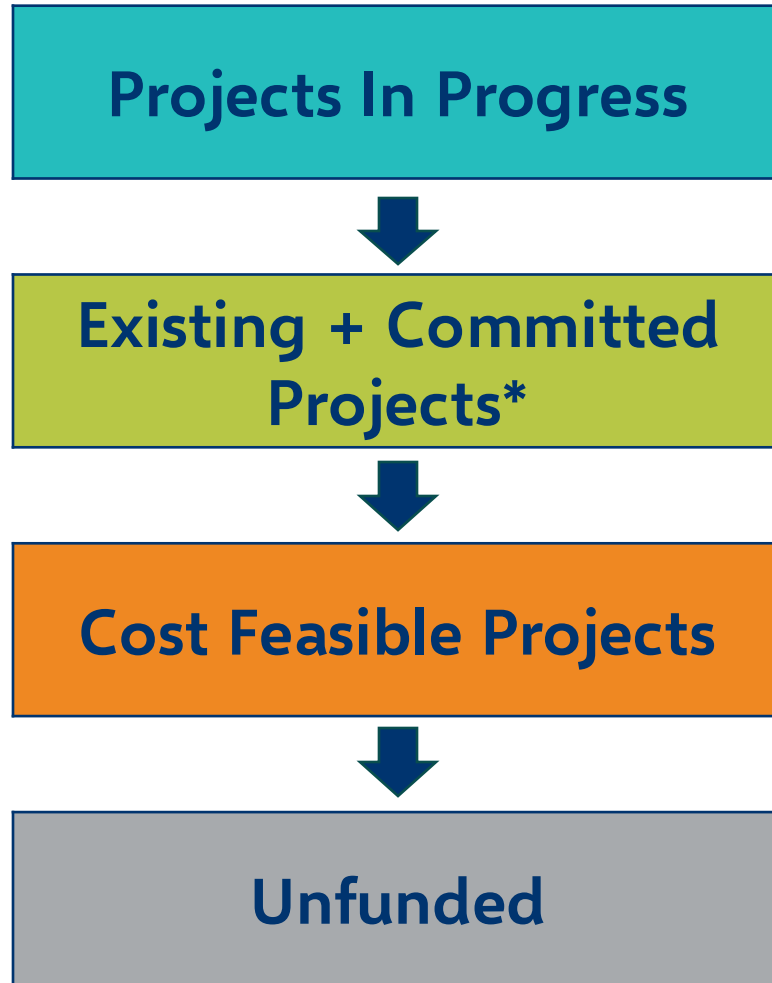 Projects In Progress
Existing + Committed
Projects*
Cost Feasible Projects
Unfunded